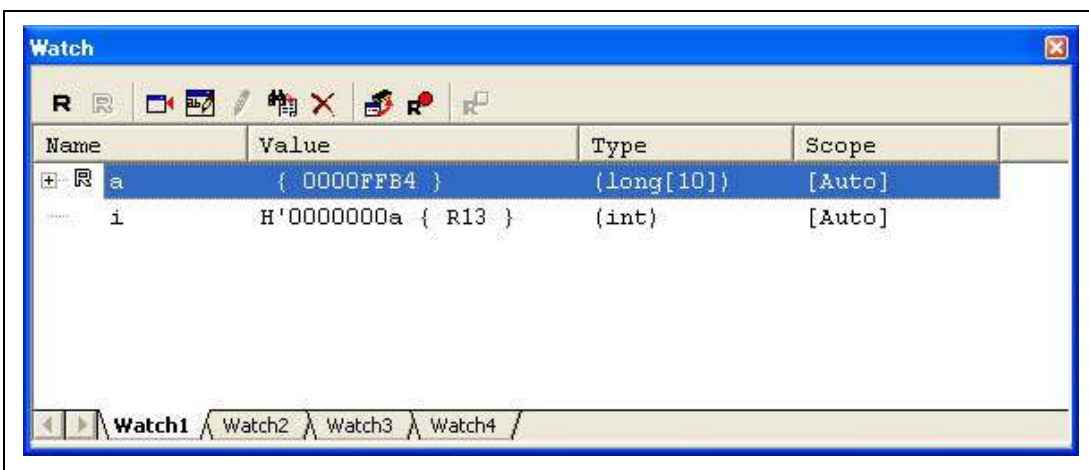 Watch
R R R R
Name Value Type Scope
R a { 0000FFB4 } (long[10]) [Auto]
i H'0000000a { R13 } (int) [Auto]
Watch1 Watch2 Watch3 Watch4